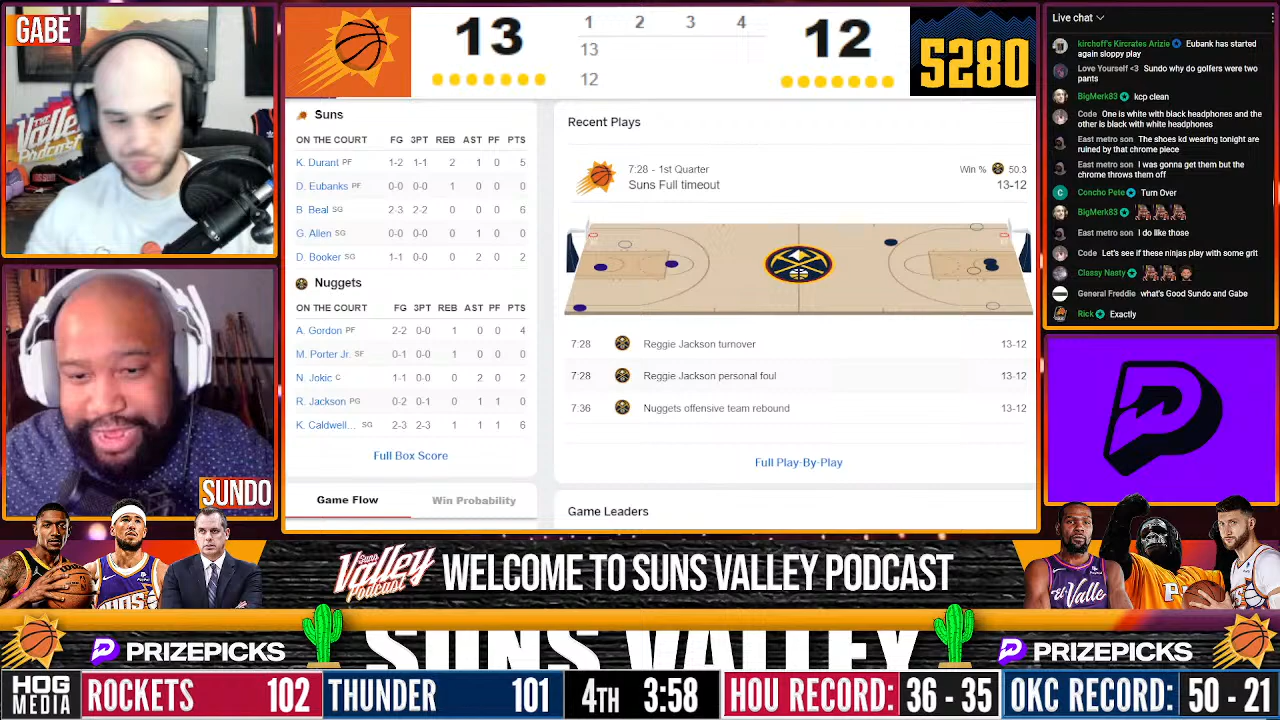 GABE
SUNDO
13
12
1 2 3 4
13
12
5280
Suns
ON THE COURT FG 3PT REB AST PF PTS
K. Durant PF 1-2 1-1 2 1 0 5
D. Eubanks PF 0-0 0-0 1 0 0 0
B. Beal SG 2-3 2-2 0 0 0 6
G. Allen SG 0-0 0-0 0 1 0 0
D. Booker SG 1-1 0-0 0 2 0 2
Nuggets
ON THE COURT FG 3PT REB AST PF PTS
A. Gordon PF 2-2 0-0 1 0 0 4
M. Porter Jr. SF 0-1 0-0 1 0 0 0
N. Jokic C 1-1 0-0 0 2 0 2
R. Jackson PG 0-2 0-1 0 1 1 0
K. Caldwell... SG 2-3 2-3 1 1 1 6
Full Box Score
Game Flow Win Probability
Recent Plays
7:28 - 1st Quarter Win % 50.3
Suns Full timeout 13-12
7:28 Reggie Jackson turnover 13-12
7:28 Reggie Jackson personal foul 13-12
7:36 Nuggets offensive team rebound 13-12
Full Play-By-Play
Game Leaders
Live chat
kirchoff's Kircrates Arizie Eubank has started
again sloppy play
Love Yourself <3 Sundo why do golfers were two
pants
BigMerk83 kcp clean
Code One is white with black headphones and the
other is black with white headphones
East metro son The shoes kd wearing tonight are
ruined by that chrome piece
East metro son I was gonna get them but the
chrome throws them off
Concho Pete Turn Over
BigMerk83
East metro son I do like those
Code Let's see if these ninjas play with some grit
Classy Nasty
General Freddie what's Good Sundo and Gabe
Rick Exactly
Suns Valley Podcast WELCOME TO SUNS VALLEY PODCAST
PRIZEPICKS SUNS VALLEY PRIZEPICKS
HOG MEDIA ROCKETS 102 THUNDER 101 4TH 3:58 HOU RECORD: 36 - 35 OKC RECORD: 50 - 21